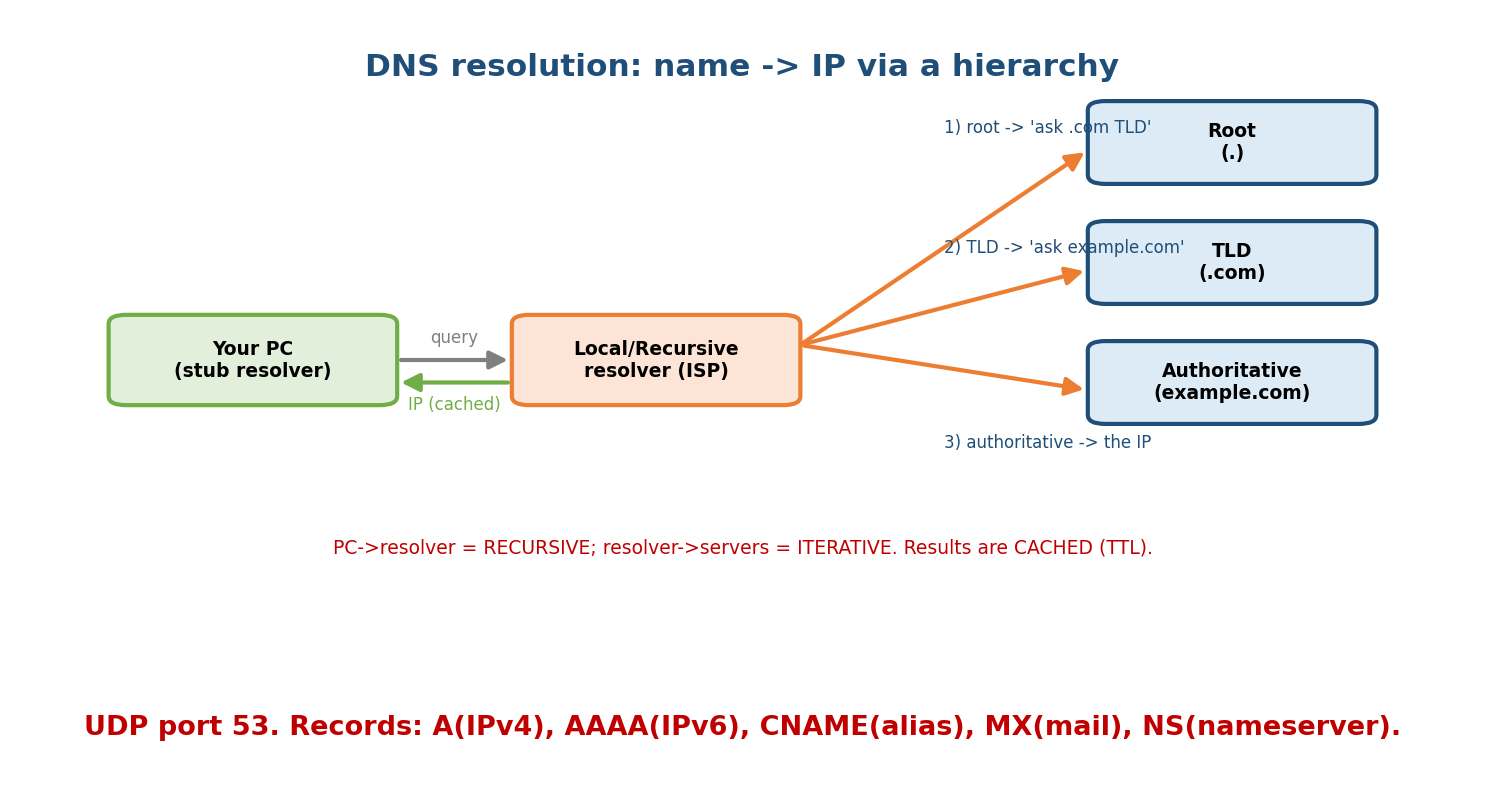 DNS resolution: name -> IP via a hierarchy
1) root -> 'ask .com TLD'
Root
(.)
2) TLD -> 'ask example.com'
TLD
(.com)
Your PC
(stub resolver)
query
IP (cached)
Local/Recursive
resolver (ISP)
Authoritative
(example.com)
3) authoritative -> the IP
PC->resolver = RECURSIVE; resolver->servers = ITERATIVE. Results are CACHED (TTL).
UDP port 53. Records: A(IPv4), AAAA(IPv6), CNAME(alias), MX(mail), NS(nameserver).